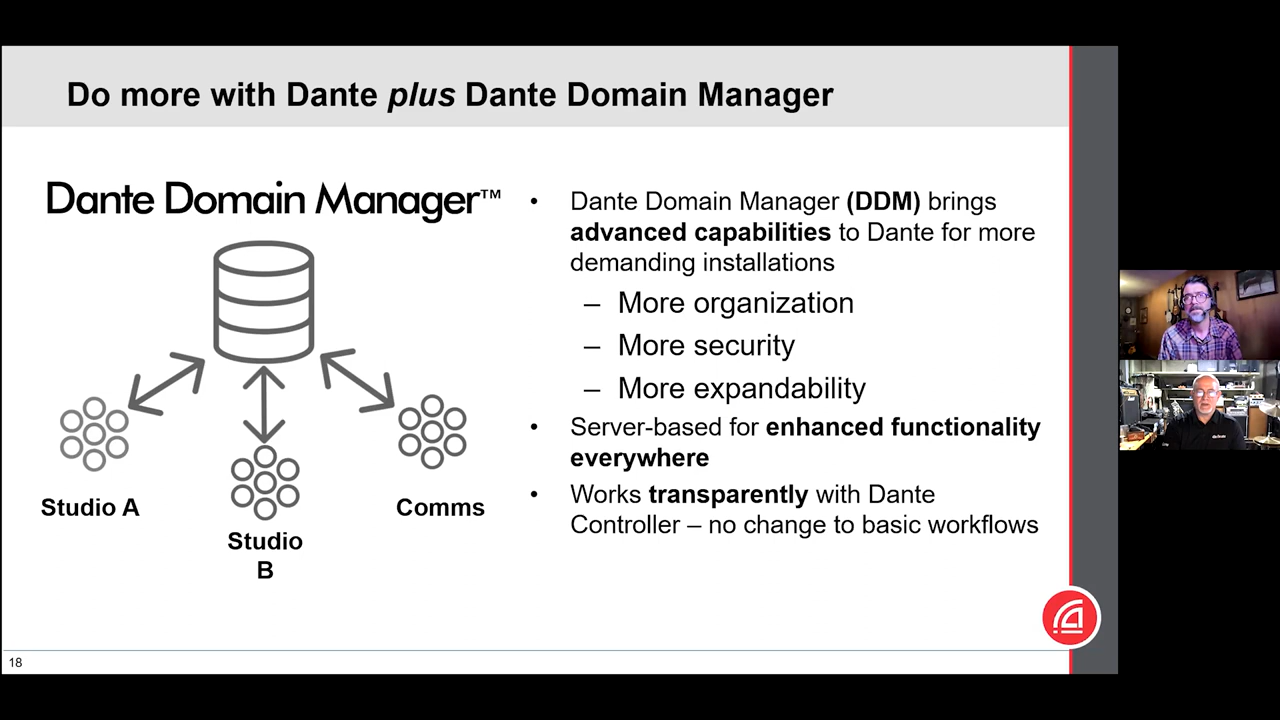 Do more with Dante plus Dante Domain Manager
Dante Domain Manager™
Studio A
Studio
B
Comms
• Dante Domain Manager (DDM) brings
advanced capabilities to Dante for more
demanding installations
– More organization
– More security
– More expandability
• Server-based for enhanced functionality
everywhere
• Works transparently with Dante
Controller – no change to basic workflows
18